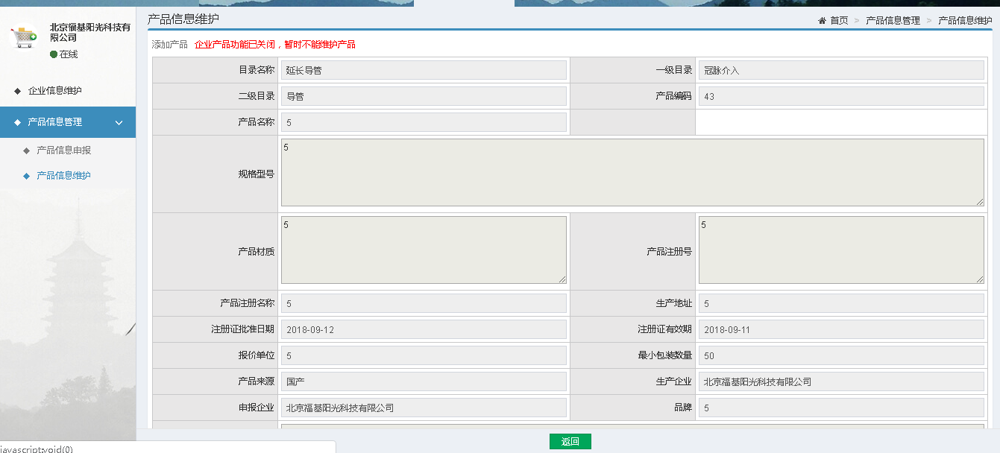 北京福基阳光科技有
限公司
在线
企业信息维护
产品信息管理
产品信息申报
产品信息维护
产品信息维护
首页 > 产品信息管理 > 产品信息维护
添加产品 企业产品功能已关闭，暂时不能维护产品
目录名称 延长导管 一级目录 冠脉介入
二级目录 导管 产品编码 43
产品名称 5
规格型号 5
产品材质 5 产品注册号 5
产品注册名称 5 生产地址 5
注册证批准日期 2018-09-12 注册证有效期 2018-09-11
报价单位 5 最小包装数量 50
产品来源 国产 生产企业 北京福基阳光科技有限公司
申报企业 北京福基阳光科技有限公司 品牌 5
返回
javascript:void(0)